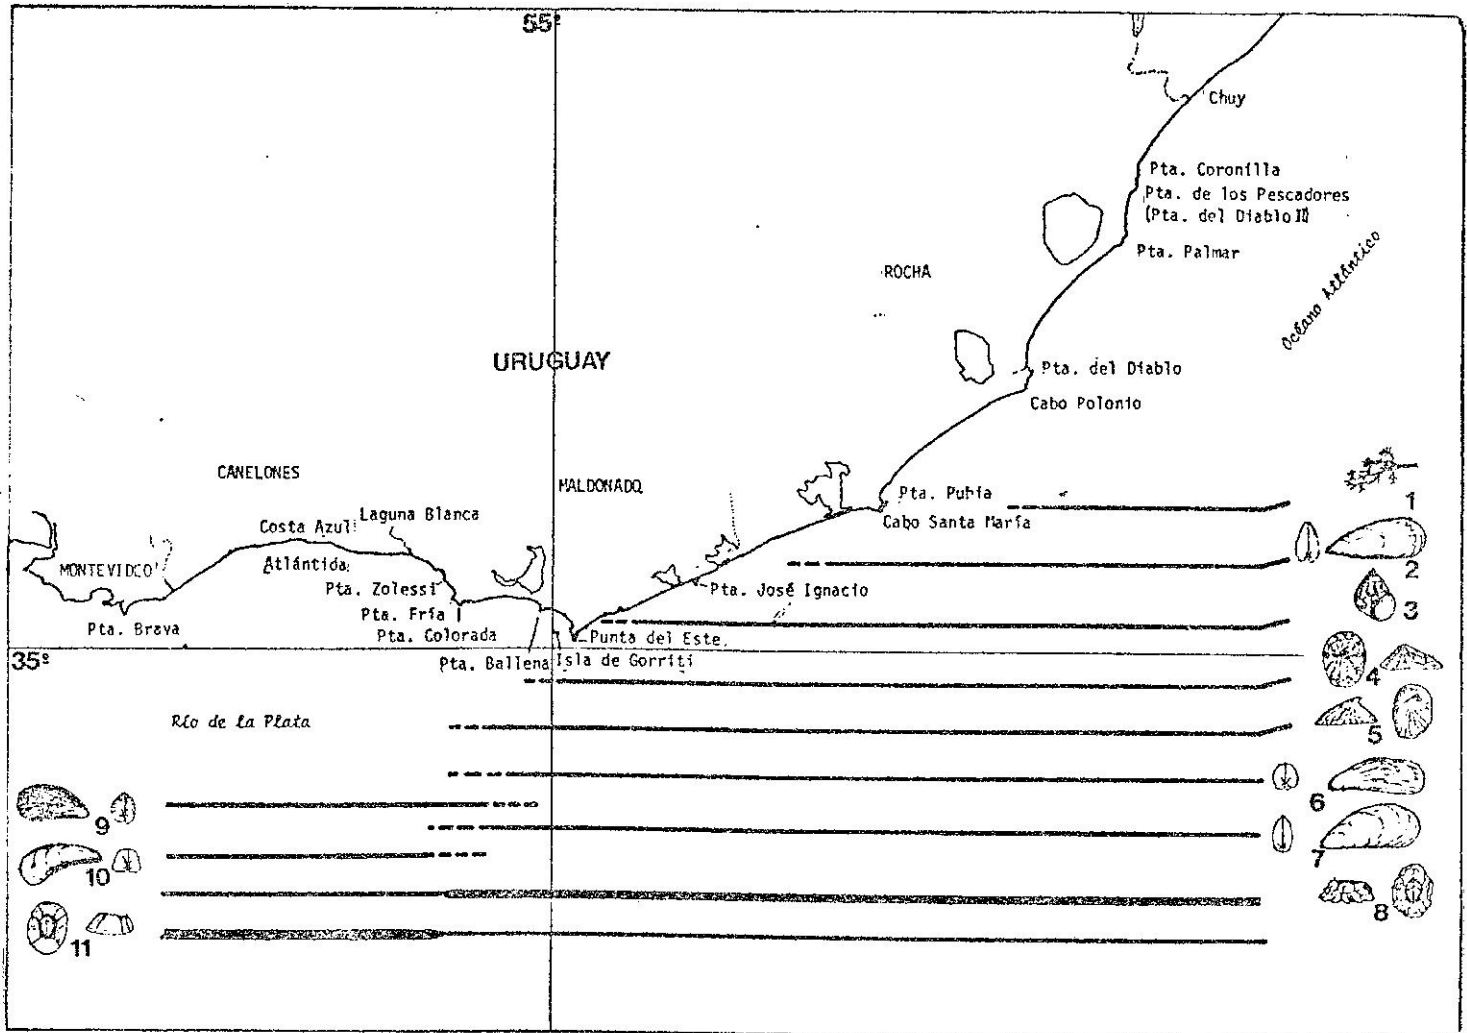 55º
Chuy
Pta. Coronilla
Pta. de los Pescadores
(Pta. del Diablo II)
Pta. Palmar
ROCHA
Océano Atlántico
URUGUAY
Pta. del Diablo
Cabo Polonio
CANELONES
MALDONADO
Pta. Rubia
1
Cabo Santa María
Laguna Blanca
Costa Azul
2
MONTEVIDEO
Atlántida
Pta. Zolessi
Pta. José Ignacio
3
Pta. Fría
Pta. Brava
Pta. Colorada
Punta del Este
35º
Pta. Ballena
Isla de Gorriti
4
Río de la Plata
5
6
9
7
10
8
11